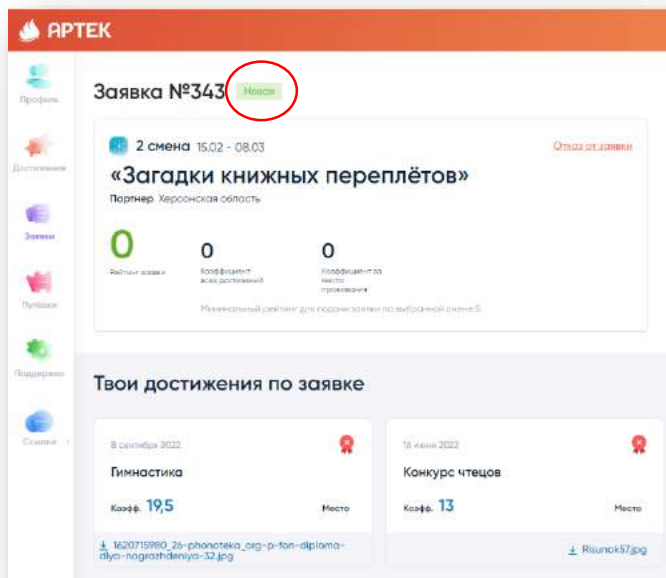 АРТЕК
Профиль
Достижения
Заявки
Путёвки
Поддержка
Ссылки
Заявка №343 Новая
2 смена 15.02 - 08.03
Отказ от заявки
«Загадки книжных переплётов»
Партнер Херсонская область
0
Рейтинг заявки
0
Коэффициент
всех достижений
0
Коэффициент за
место
проживания
Минимальный рейтинг для подачи заявки по выбранной смене 5
Твои достижения по заявке
8 сентября 2022
Гимнастика
Коэфф. 19,5 Место
1620715980_26-phonoteka_org-p-fon-diploma-
dlya-nagrazhdeniya-32.jpg
16 июня 2022
Конкурс чтецов
Коэфф. 13 Место
Risunok57.jpg